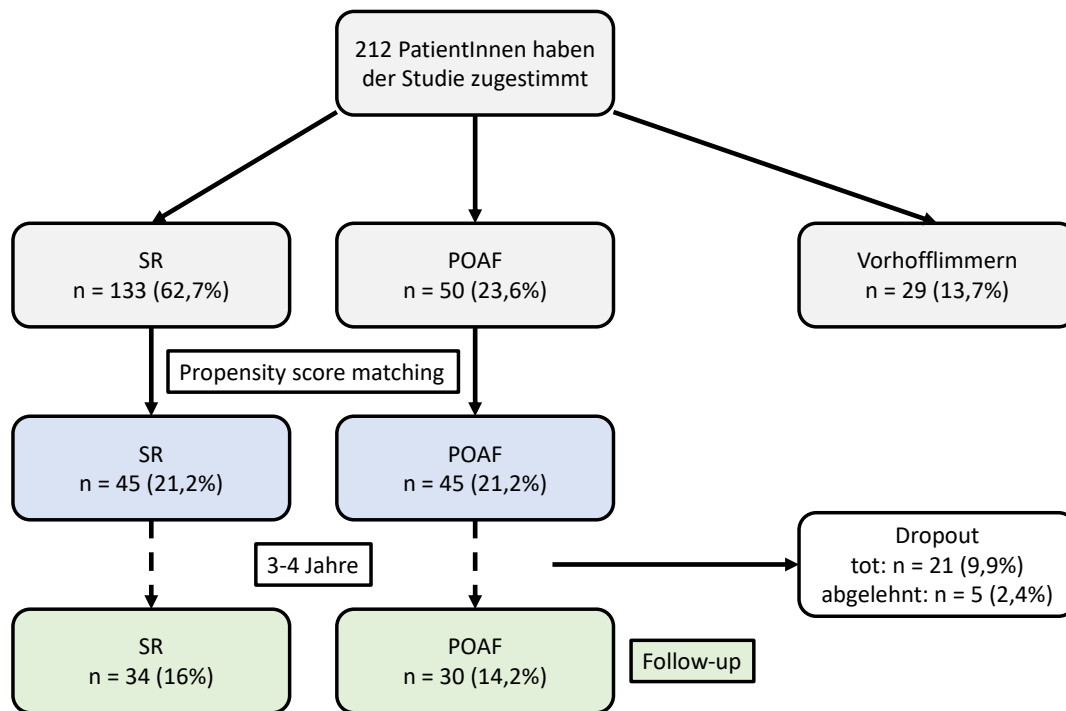 212 PatientInnen haben
der Studie zugestimmt
SR
n = 133 (62,7%)
POAF
n = 50 (23,6%)
Vorhofflimmern
n = 29 (13,7%)
Propensity score matching
SR
n = 45 (21,2%)
POAF
n = 45 (21,2%)
3-4 Jahre
Dropout
tot: n = 21 (9,9%)
abgelehnt: n = 5 (2,4%)
SR
n = 34 (16%)
POAF
n = 30 (14,2%)
Follow-up